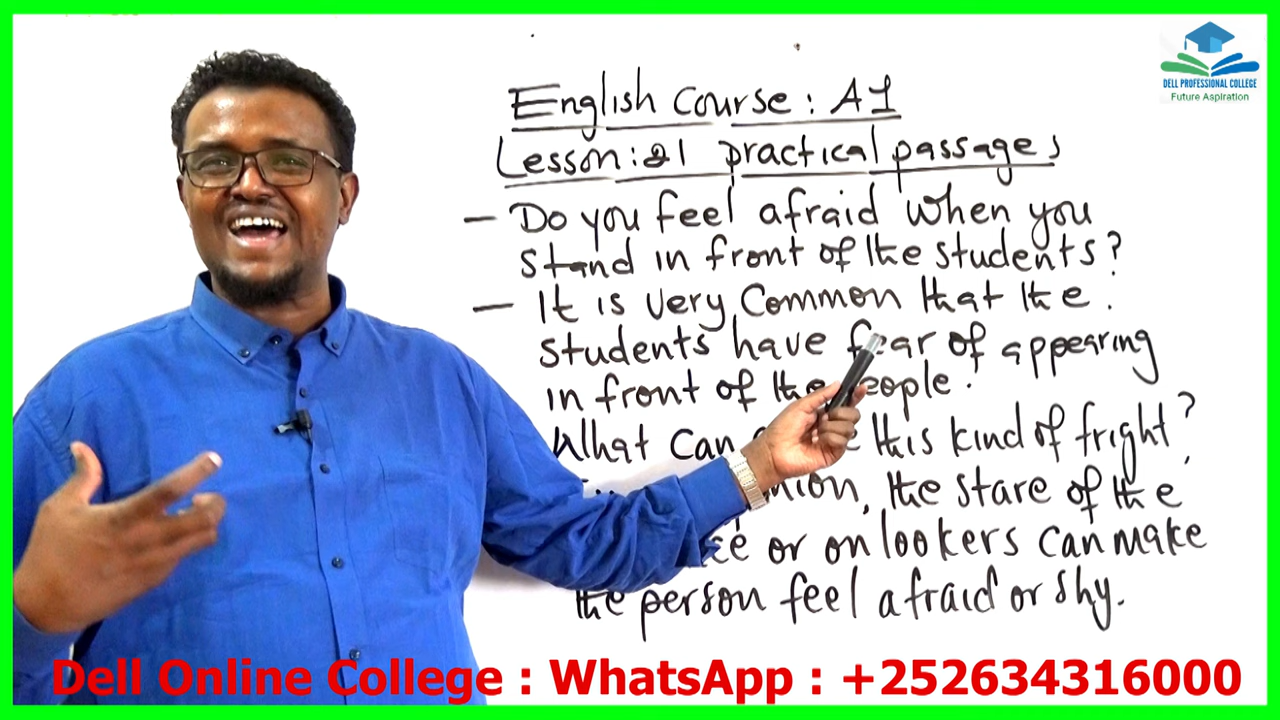 DELL PROFESSIONAL COLLEGE
Future Aspiration
English Course: A1
Lesson: 21 practical passages
- Do you feel afraid when you
stand in front of the students?
- It is very Common that the
students have fear of appearing
in front of the people.
What can this kind of fright?
the stare of the
or on lookers can make
the person feel afraid or shy.
Dell Online College : WhatsApp : +252634316000